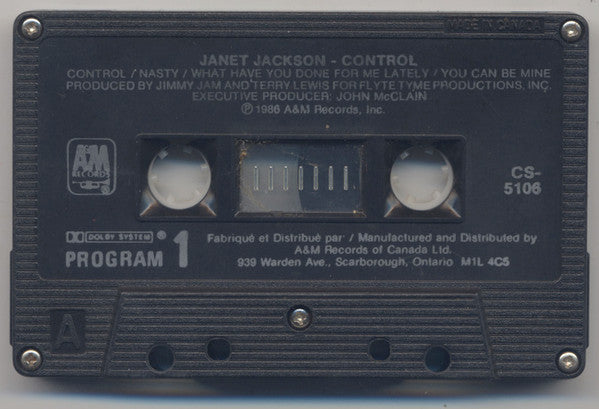 MADE IN CANADA
JANET JACKSON - CONTROL
CONTROL / NASTY / WHAT HAVE YOU DONE FOR ME LATELY / YOU CAN BE MINE
PRODUCED BY JIMMY JAM AND TERRY LEWIS FOR FLYTE TYME PRODUCTIONS, INC.
EXECUTIVE PRODUCER: JOHN McCLAIN
℗ 1986 A&M Records, Inc.
A&M
RECORDS
CS-
5106
DOLBY SYSTEM ®
PROGRAM 1
Fabriqué et Distribué par / Manufactured and Distributed by
A&M Records of Canada Ltd.
939 Warden Ave., Scarborough, Ontario M1L 4C5
A